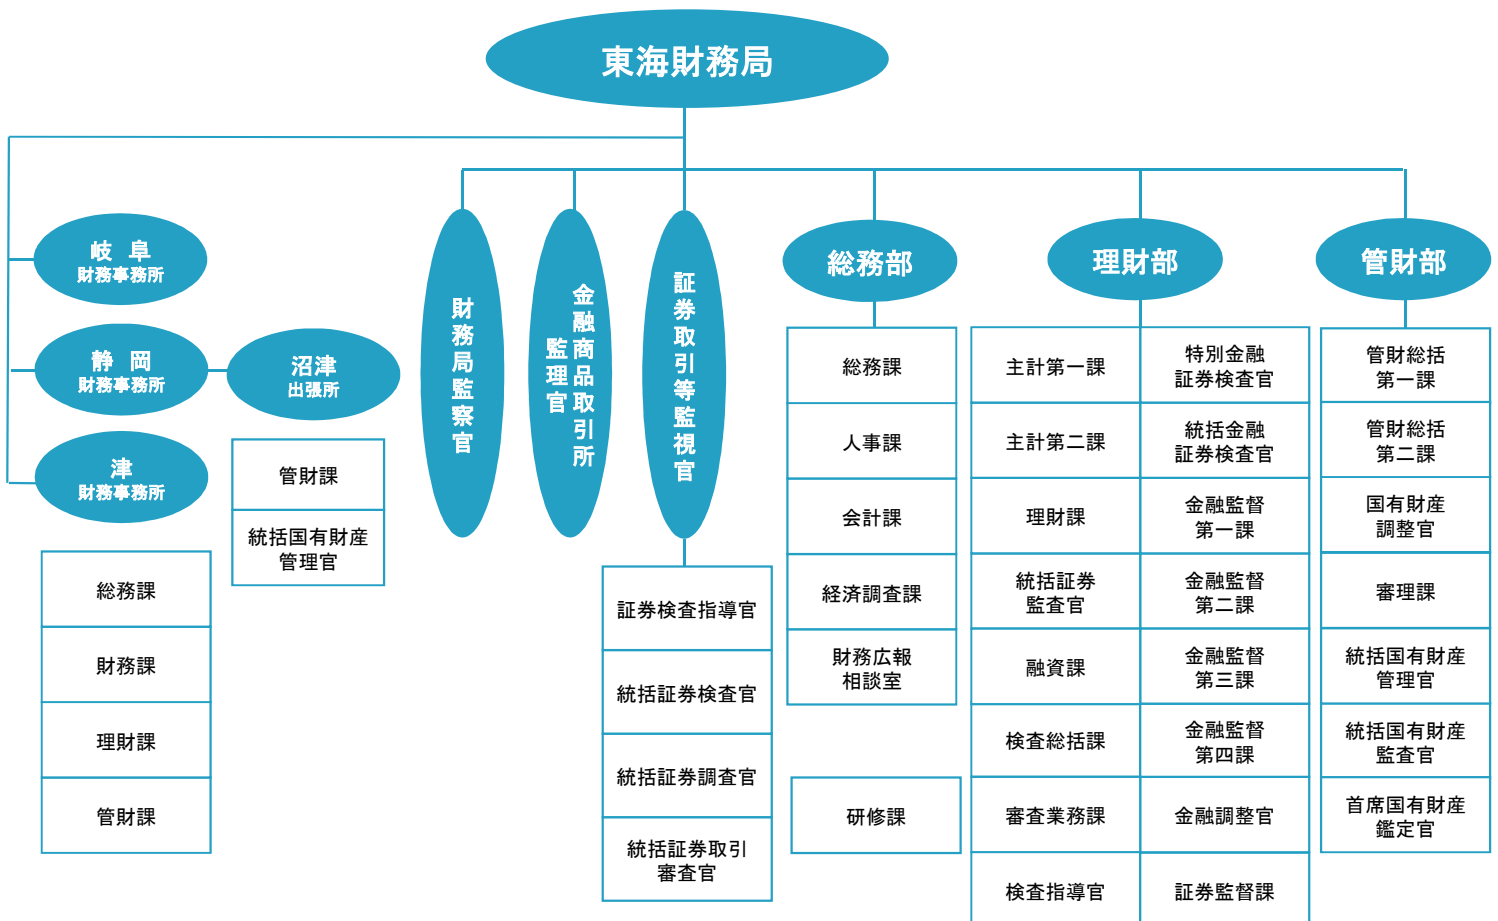 東海財務局
岐 阜
財務事務所
静 岡
財務事務所
津
財務事務所
沼津
出張所
総務課
財務課
理財課
管財課
管財課
統括国有財産
管理官
財務局監察官
金融商品取引所
監理官
証券取引等監視官
証券検査指導官
統括証券検査官
統括証券調査官
統括証券取引
審査官
総務部
総務課
人事課
会計課
経済調査課
財務広報
相談室
研修課
理財部
主計第一課
主計第二課
理財課
統括証券
監査官
融資課
検査総括課
審査業務課
検査指導官
特別金融
証券検査官
統括金融
証券検査官
金融監督
第一課
金融監督
第二課
金融監督
第三課
金融監督
第四課
金融調整官
証券監督課
管財部
管財総括
第一課
管財総括
第二課
国有財産
調整官
審理課
統括国有財産
管理官
統括国有財産
監査官
首席国有財産
鑑定官